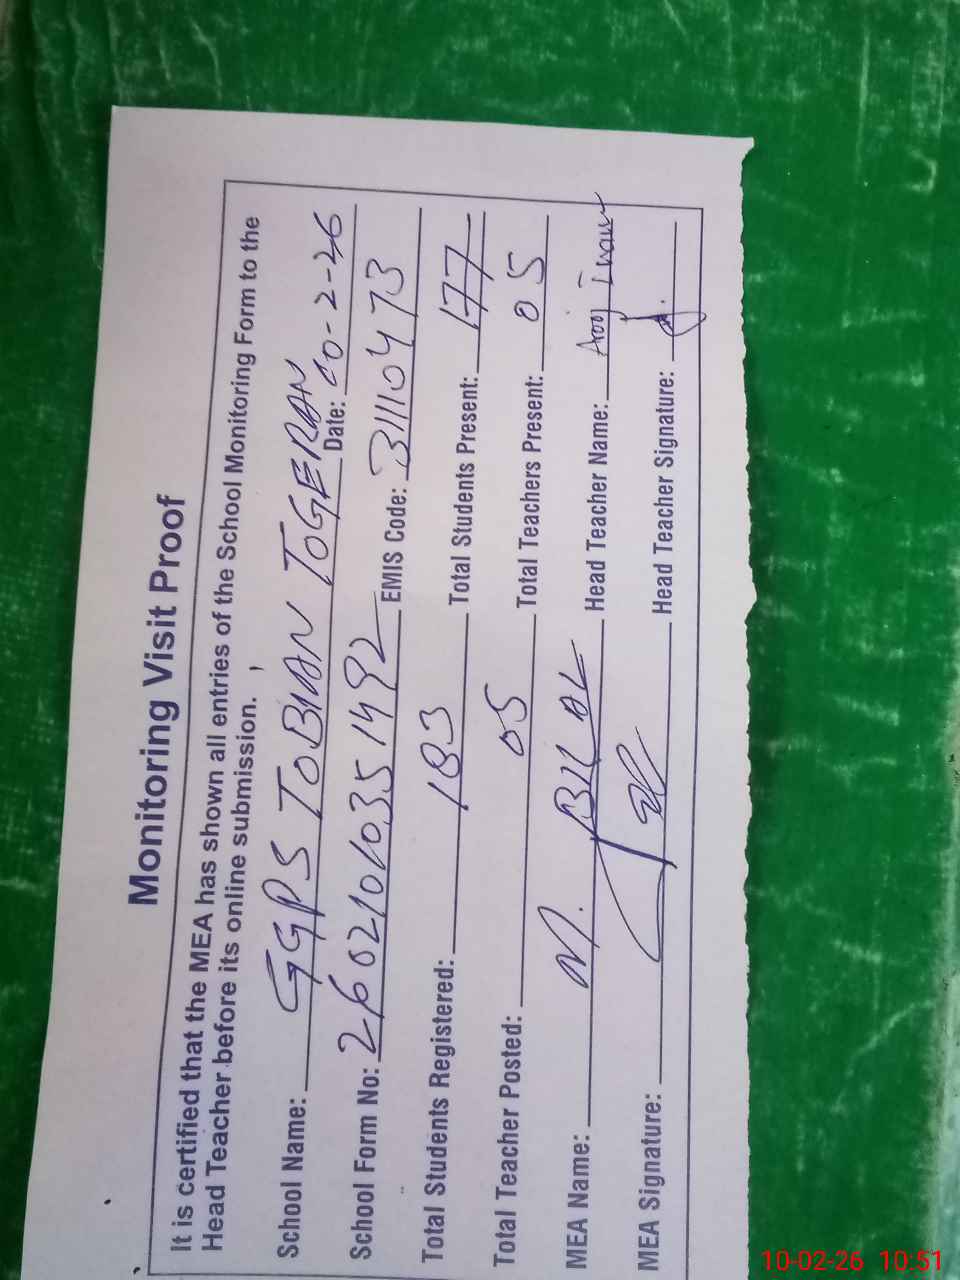 Monitoring Visit Proof
It is certified that the MEA has shown all entries of the School Monitoring Form to the
Head Teacher before its online submission.
School Name: GGPS TOBIAN TOGERAN Date: 10-2-26
School Form No: 26021010351492 EMIS Code: 31110473
Total Students Registered: 183 Total Students Present: 177
Total Teacher Posted: 05 Total Teachers Present: 05
MEA Name: M. BILAL Head Teacher Name: Arooj
MEA Signature: Head Teacher Signature:
10-02-26 10:51